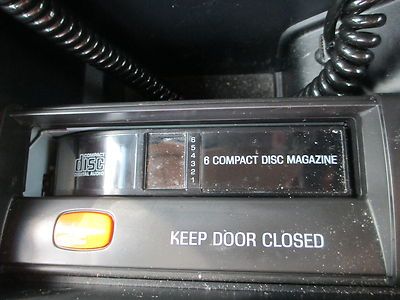 COMPACT
disc
DIGITAL AUDIO
6
5
4
3
2
1
6 COMPACT DISC MAGAZINE
KEEP DOOR CLOSED